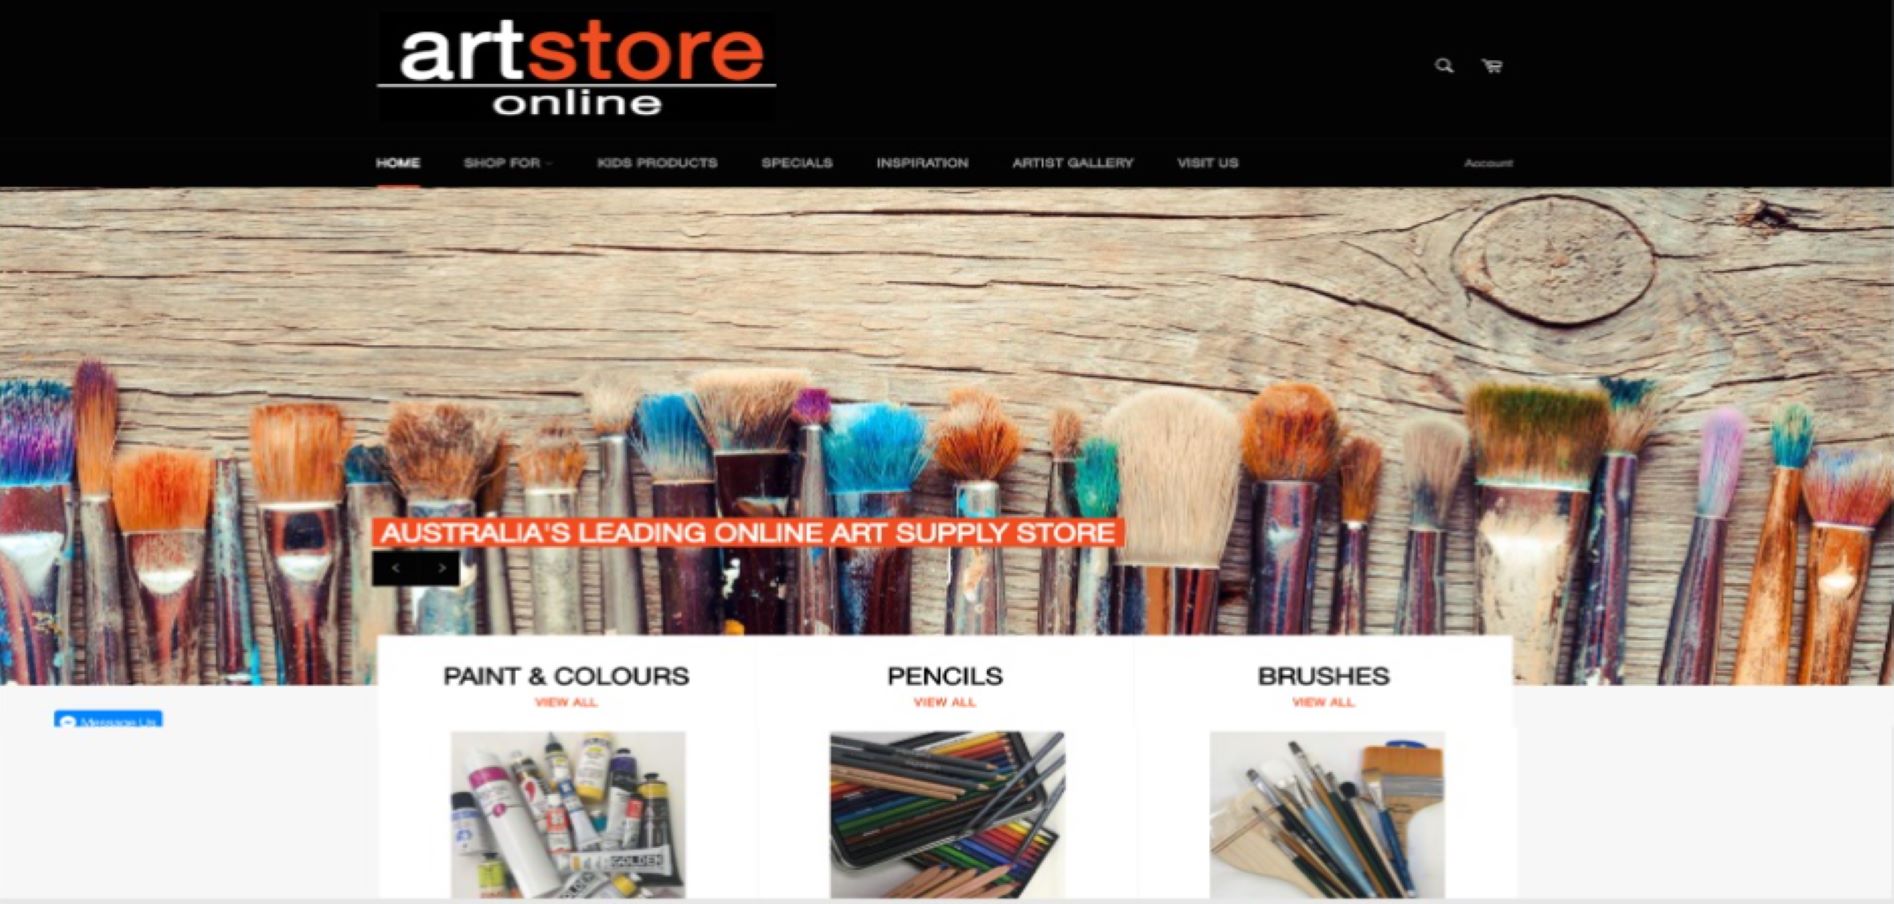 artstore
online
HOME SHOP FOR KIDS PRODUCTS SPECIALS INSPIRATION ARTIST GALLERY VISIT US Account
AUSTRALIA'S LEADING ONLINE ART SUPPLY STORE
< >
PAINT & COLOURS PENCILS BRUSHES
VIEW ALL VIEW ALL VIEW ALL
Message Us
GOLDEN
GOLDEN